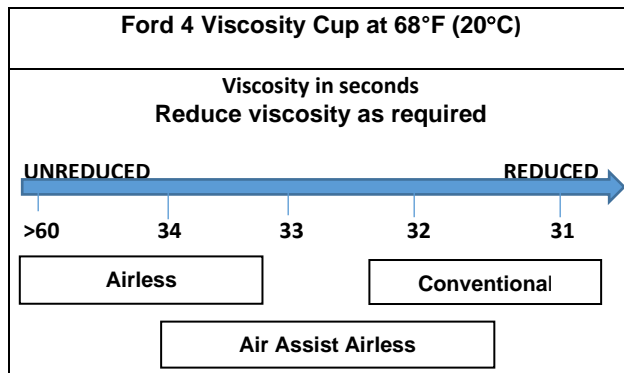 Ford 4 Viscosity Cup at 68°F (20°C)
Viscosity in seconds
Reduce viscosity as required
UNREDUCED REDUCED
>60 34 33 32 31
Airless Conventional
Air Assist Airless